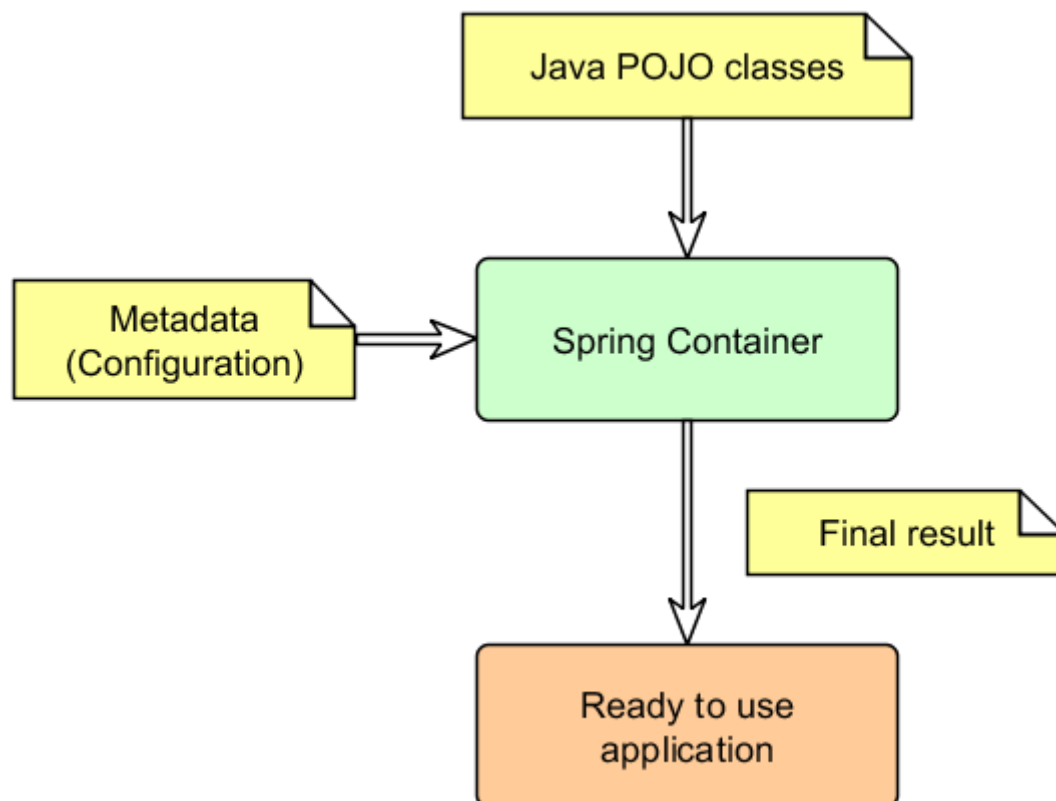 Java POJO classes
Metadata
(Configuration)
Spring Container
Final result
Ready to use
application